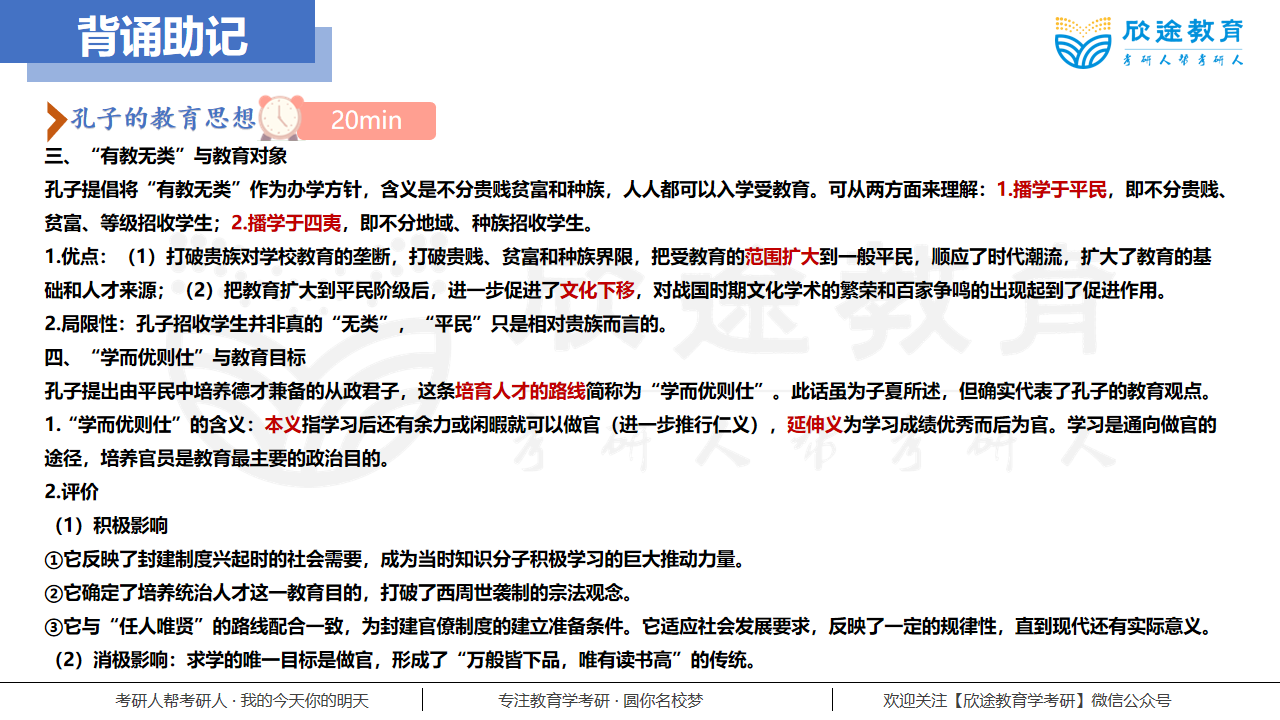 背诵助记
欣途教育
考研人帮考研人
孔子的教育思想
20min
三、“有教无类”与教育对象
孔子提倡将“有教无类”作为办学方针，含义是不分贵贱贫富和种族，人人都可以入学受教育。可从两方面来理解：1.播学于平民，即不分贵贱、
贫富、等级招收学生；2.播学于四夷，即不分地域、种族招收学生。
1.优点：（1）打破贵族对学校教育的垄断，打破贵贱、贫富和种族界限，把受教育的范围扩大到一般平民，顺应了时代潮流，扩大了教育的基
础和人才来源；（2）把教育扩大到平民阶级后，进一步促进了文化下移，对战国时期文化学术的繁荣和百家争鸣的出现起到了促进作用。
2.局限性：孔子招收学生并非真的“无类”，“平民”只是相对贵族而言的。
四、“学而优则仕”与教育目标
孔子提出由平民中培养德才兼备的从政君子，这条培育人才的路线简称为“学而优则仕”。此话虽为子夏所述，但确实代表了孔子的教育观点。
1.“学而优则仕”的含义：本义指学习后还有余力或闲暇就可以做官（进一步推行仁义），延伸义为学习成绩优秀而后为官。学习是通向做官的
途径，培养官员是教育最主要的政治目的。
2.评价
（1）积极影响
①它反映了封建制度兴起时的社会需要，成为当时知识分子积极学习的巨大推动力量。
②它确定了培养统治人才这一教育目的，打破了西周世袭制的宗法观念。
③它与“任人唯贤”的路线配合一致，为封建官僚制度的建立准备条件。它适应社会发展要求，反映了一定的规律性，直到现代还有实际意义。
（2）消极影响：求学的唯一目标是做官，形成了“万般皆下品，唯有读书高”的传统。
欣途教育
考研人帮考研人
考研人帮考研人 · 我的今天你的明天
专注教育学考研 · 圆你名校梦
欢迎关注【欣途教育学考研】微信公众号